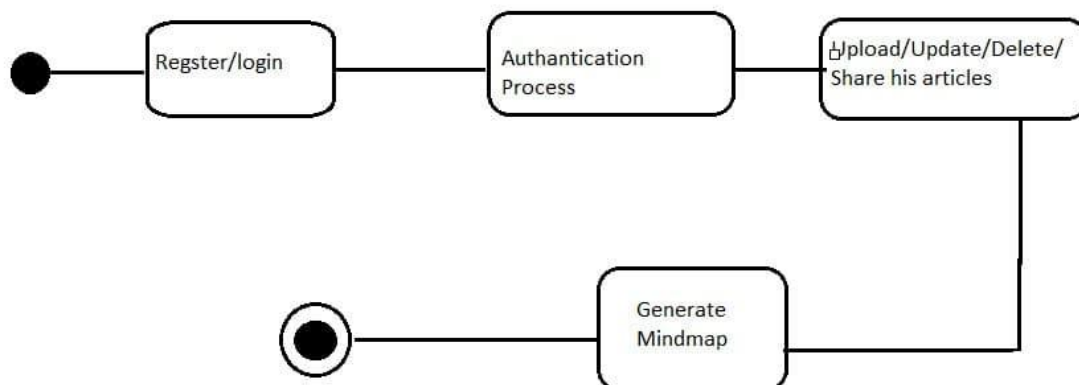 Regster/login
Authantication
Process
Upload/Update/Delete/
Share his articles
Generate
Mindmap